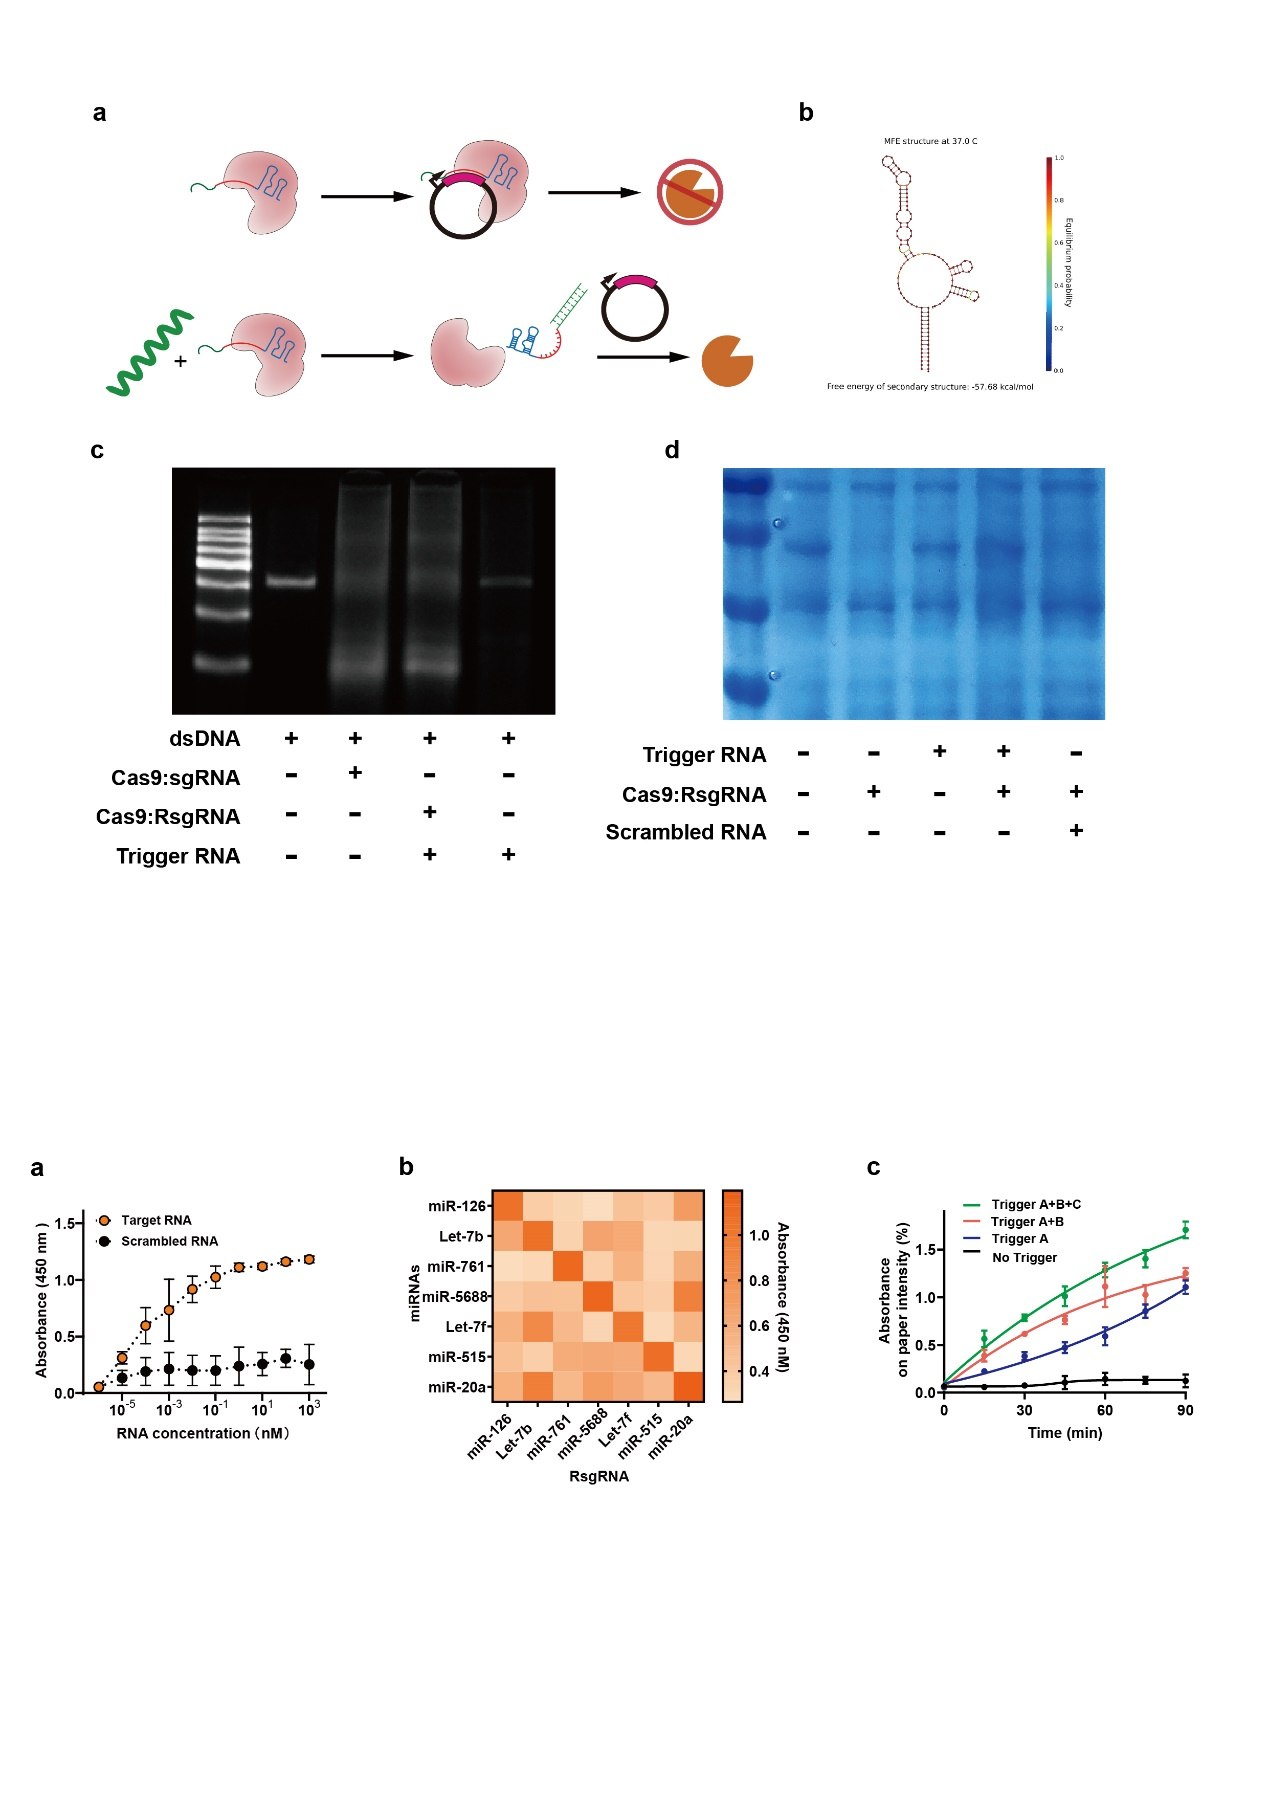 a
b
MFE structure at 37.0 C
1.0
0.8
0.6
0.4
0.2
0.0
Equilibrium probability
Free energy of secondary structure: -57.68 kcal/mol
+
c
dsDNA + + + +
Cas9:sgRNA - + - -
Cas9:RsgRNA - - + -
Trigger RNA - - + +
d
Trigger RNA - - + + -
Cas9:RsgRNA - + - + +
Scrambled RNA - - - - +
a
Absorbance (450 nm )
1.5
1.0
0.5
0.0
Target RNA
Scrambled RNA
10-5 10-3 10-1 101 103
RNA concentration（nM）
b
miRNAs
miR-126
Let-7b
miR-761
miR-5688
Let-7f
miR-515
miR-20a
miR-126 Let-7b miR-761 miR-5688 Let-7f miR-515 miR-20a
RsgRNA
1.0
0.8
0.6
0.4
Absorbance (450 nM)
c
Absorbance
on paper intensity (%)
1.5
1.0
0.5
0.0
Trigger A+B+C
Trigger A+B
Trigger A
No Trigger
0 30 60 90
Time (min)